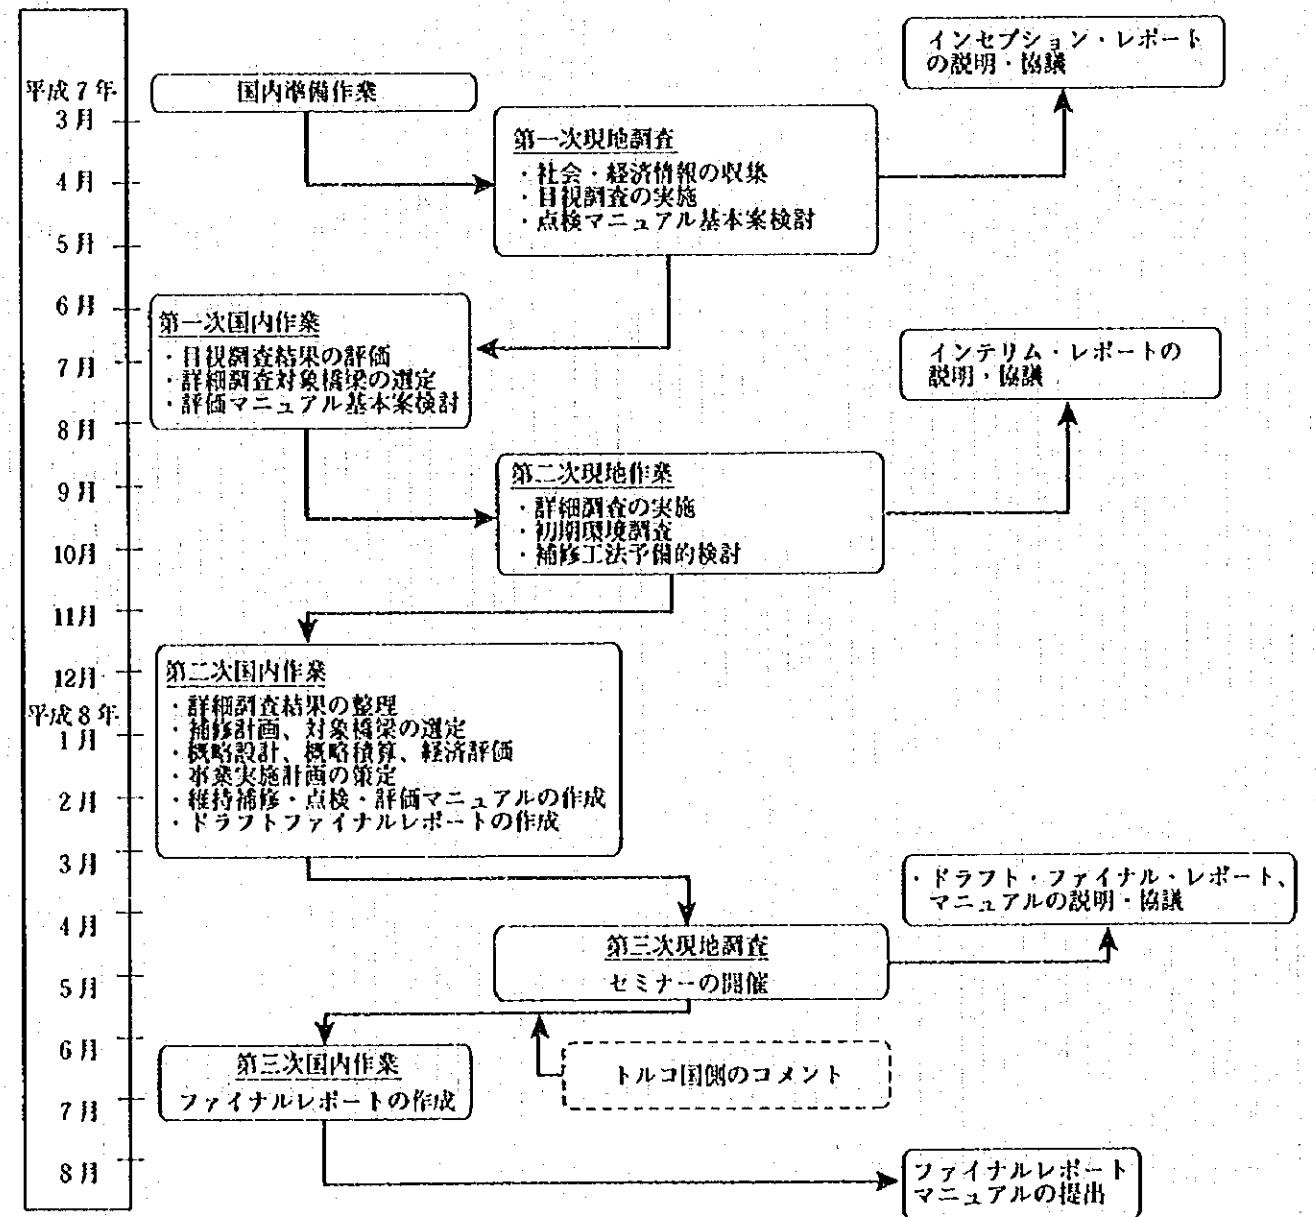 平成7年
3月
4月
5月
6月
7月
8月
9月
10月
11月
12月
平成8年
1月
2月
3月
4月
5月
6月
7月
8月
国内準備作業
第一次現地調査
・社会・経済情報の収集
・目視調査の実施
・点検マニュアル基本案検討
インセプション・レポート
の説明・協議
第一次国内作業
・目視調査結果の評価
・詳細調査対象橋梁の選定
・評価マニュアル基本案検討
インテリム・レポートの
説明・協議
第二次現地作業
・詳細調査の実施
・初期環境調査
・補修工法予備的検討
第二次国内作業
・詳細調査結果の整理
・補修計画、対象橋梁の選定
・概略設計、概略積算、経済評価
・事業実施計画の策定
・維持補修・点検・評価マニュアルの作成
・ドラフトファイナルレポートの作成
・ドラフト・ファイナル・レポート、
マニュアルの説明・協議
第三次現地調査
セミナーの開催
第三次国内作業
ファイナルレポートの作成
トルコ国側のコメント
ファイナルレポート
マニュアルの提出